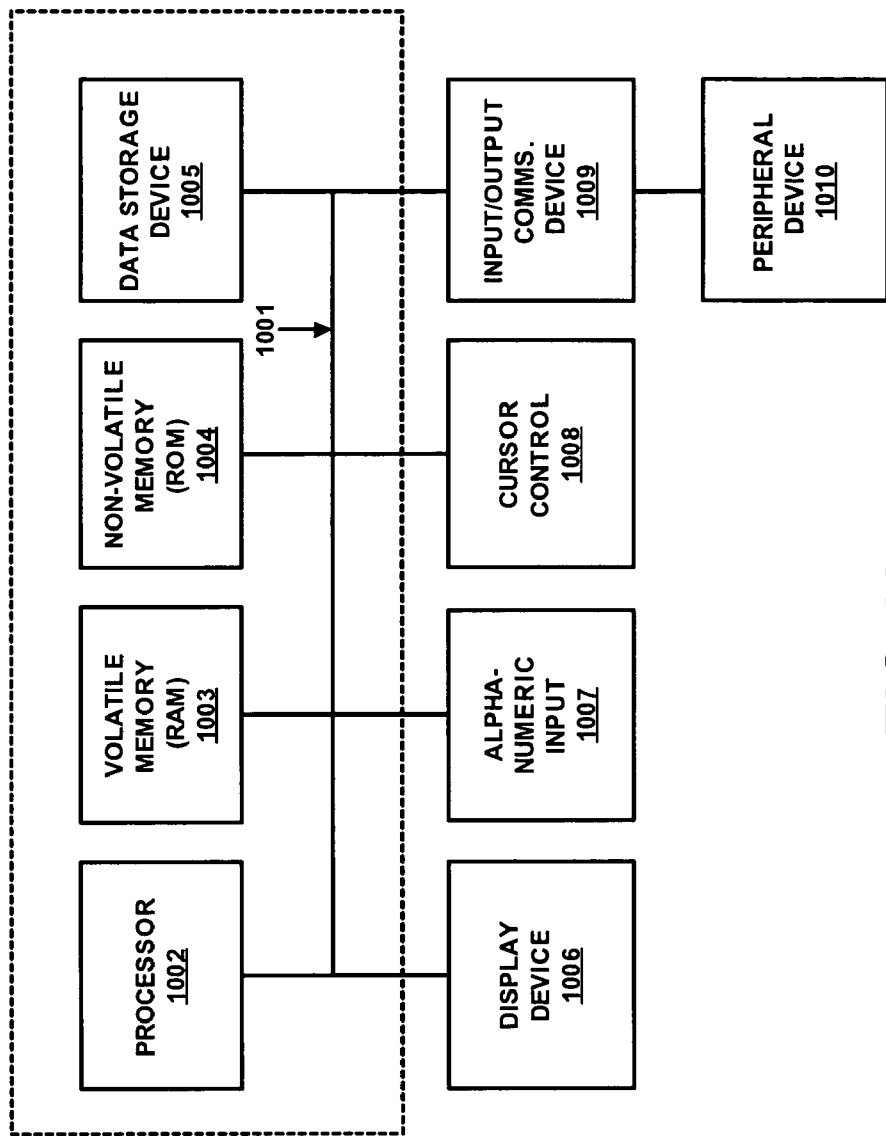 PROCESSOR
1002
VOLATILE
MEMORY
(RAM)
1003
NON-VOLATILE
MEMORY
(ROM)
1004
DATA STORAGE
DEVICE
1005
1001
DISPLAY
DEVICE
1006
ALPHA-
NUMERIC
INPUT
1007
CURSOR
CONTROL
1008
INPUT/OUTPUT
COMMS.
DEVICE
1009
PERIPHERAL
DEVICE
1010